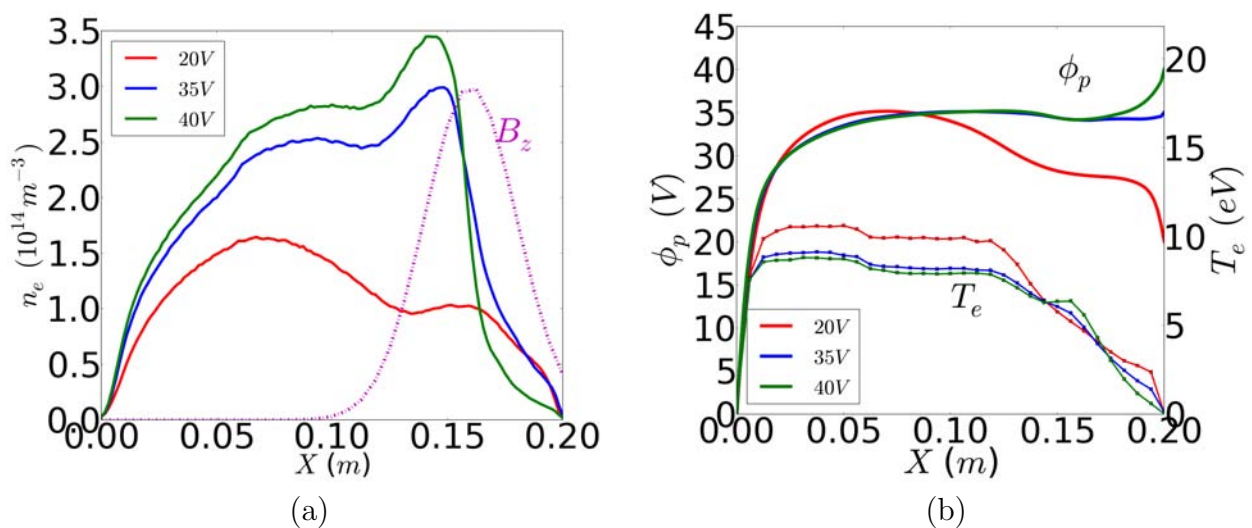 3.5
3.0
2.5
2.0
1.5
1.0
0.5
0.0
n_e (10^{14} m^{-3})
20V
35V
40V
B_z
0.00 0.05 0.10 0.15 0.20
X (m)
(a)
45
40
35
30
25
20
15
10
5
0
ϕ_p (V)
ϕ_p
T_e
20V
35V
40V
20
15
10
5
0
T_e (eV)
0.00 0.05 0.10 0.15 0.20
X (m)
(b)